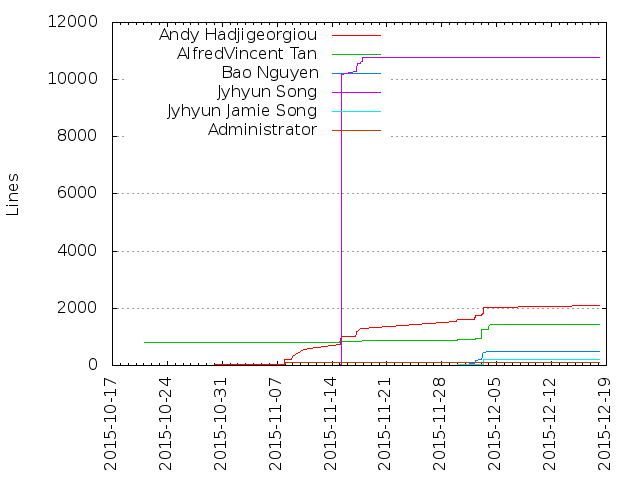 12000
10000
8000
6000
4000
2000
0
Lines
Andy Hadjigeorgiou
AlfredVincent Tan
Bao Nguyen
Jyhyun Song
Jyhyun Jamie Song
Administrator
2015-10-17
2015-10-24
2015-10-31
2015-11-07
2015-11-14
2015-11-21
2015-11-28
2015-12-05
2015-12-12
2015-12-19